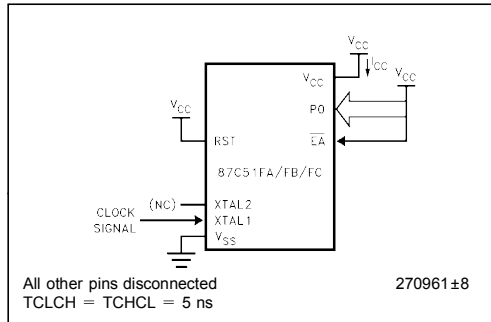 VCC
VCC
ICC
VCC
VCC
P0
RST
EA
87C51FA/FB/FC
(NC)
XTAL2
CLOCK
SIGNAL
XTAL1
VSS
All other pins disconnected
TCLCH = TCHCL = 5 ns
270961±8